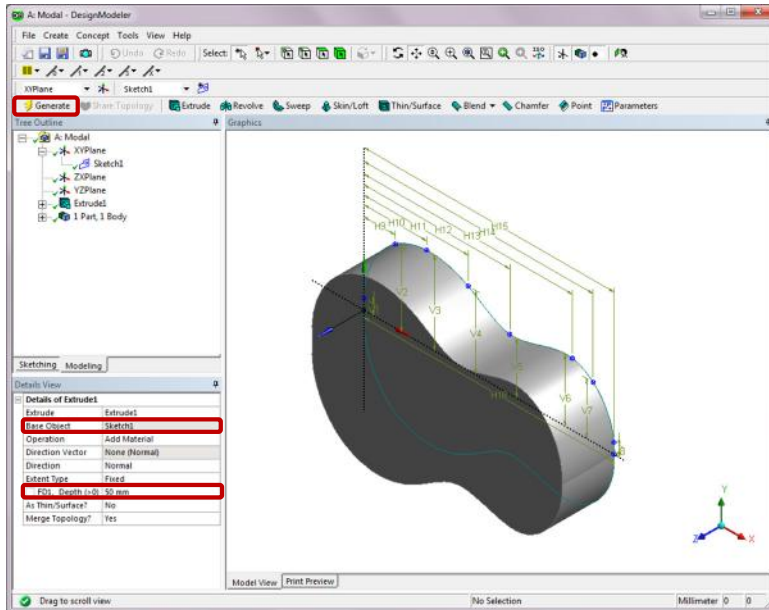 A: Modal - DesignModeler
File Create Concept Tools View Help
Undo Redo Select:
XYPlane Sketch1
Generate Share Topology Extrude Revolve Sweep Skin/Loft Thin/Surface Blend Chamfer Point Parameters
Tree Outline
A: Modal
XYPlane
Sketch1
ZXPlane
YZPlane
Extrude1
1 Part, 1 Body
Sketching Modeling
Details View
Details of Extrude1
Extrude Extrude1
Base Object Sketch1
Operation Add Material
Direction Vector None (Normal)
Direction Normal
Extent Type Fixed
FD1, Depth (>0) 50 mm
As Thin/Surface? No
Merge Topology? Yes
Graphics
H9 H10 H11 H12 H13 H14 H15
V2 V3 V4 V5 V6 V7
H16
Y
Z X
Model View Print Preview
Drag to scroll view No Selection Millimeter 0 0